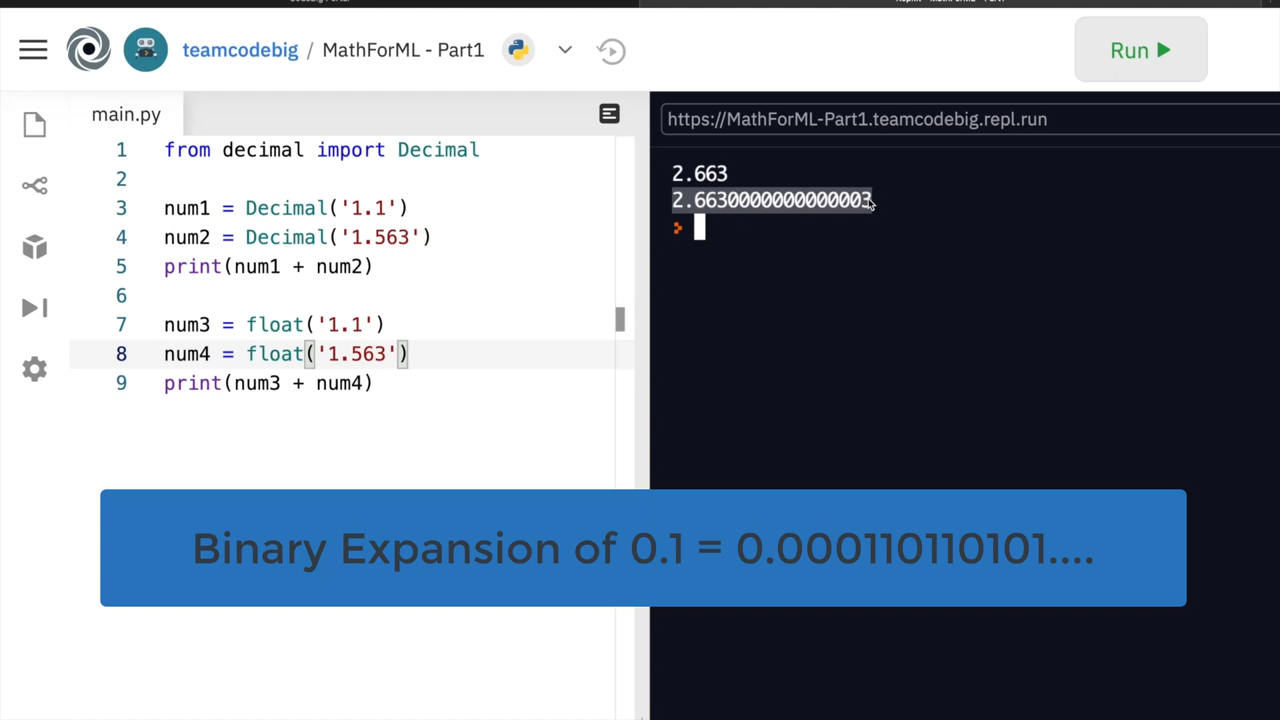 teamcodebig / MathForML - Part1
Run
main.py
https://MathForML-Part1.teamcodebig.repl.run
1 from decimal import Decimal
2
3 num1 = Decimal('1.1')
4 num2 = Decimal('1.563')
5 print(num1 + num2)
6
7 num3 = float('1.1')
8 num4 = float('1.563')
9 print(num3 + num4)
2.663
2.6630000000000003
Binary Expansion of 0.1 = 0.000110110101....